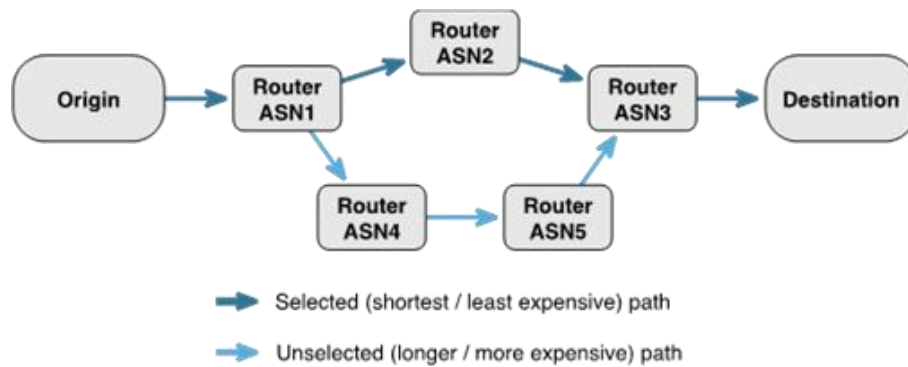 Origin
Router
ASN1
Router
ASN2
Router
ASN3
Destination
Router
ASN4
Router
ASN5
Selected (shortest / least expensive) path
Unselected (longer / more expensive) path